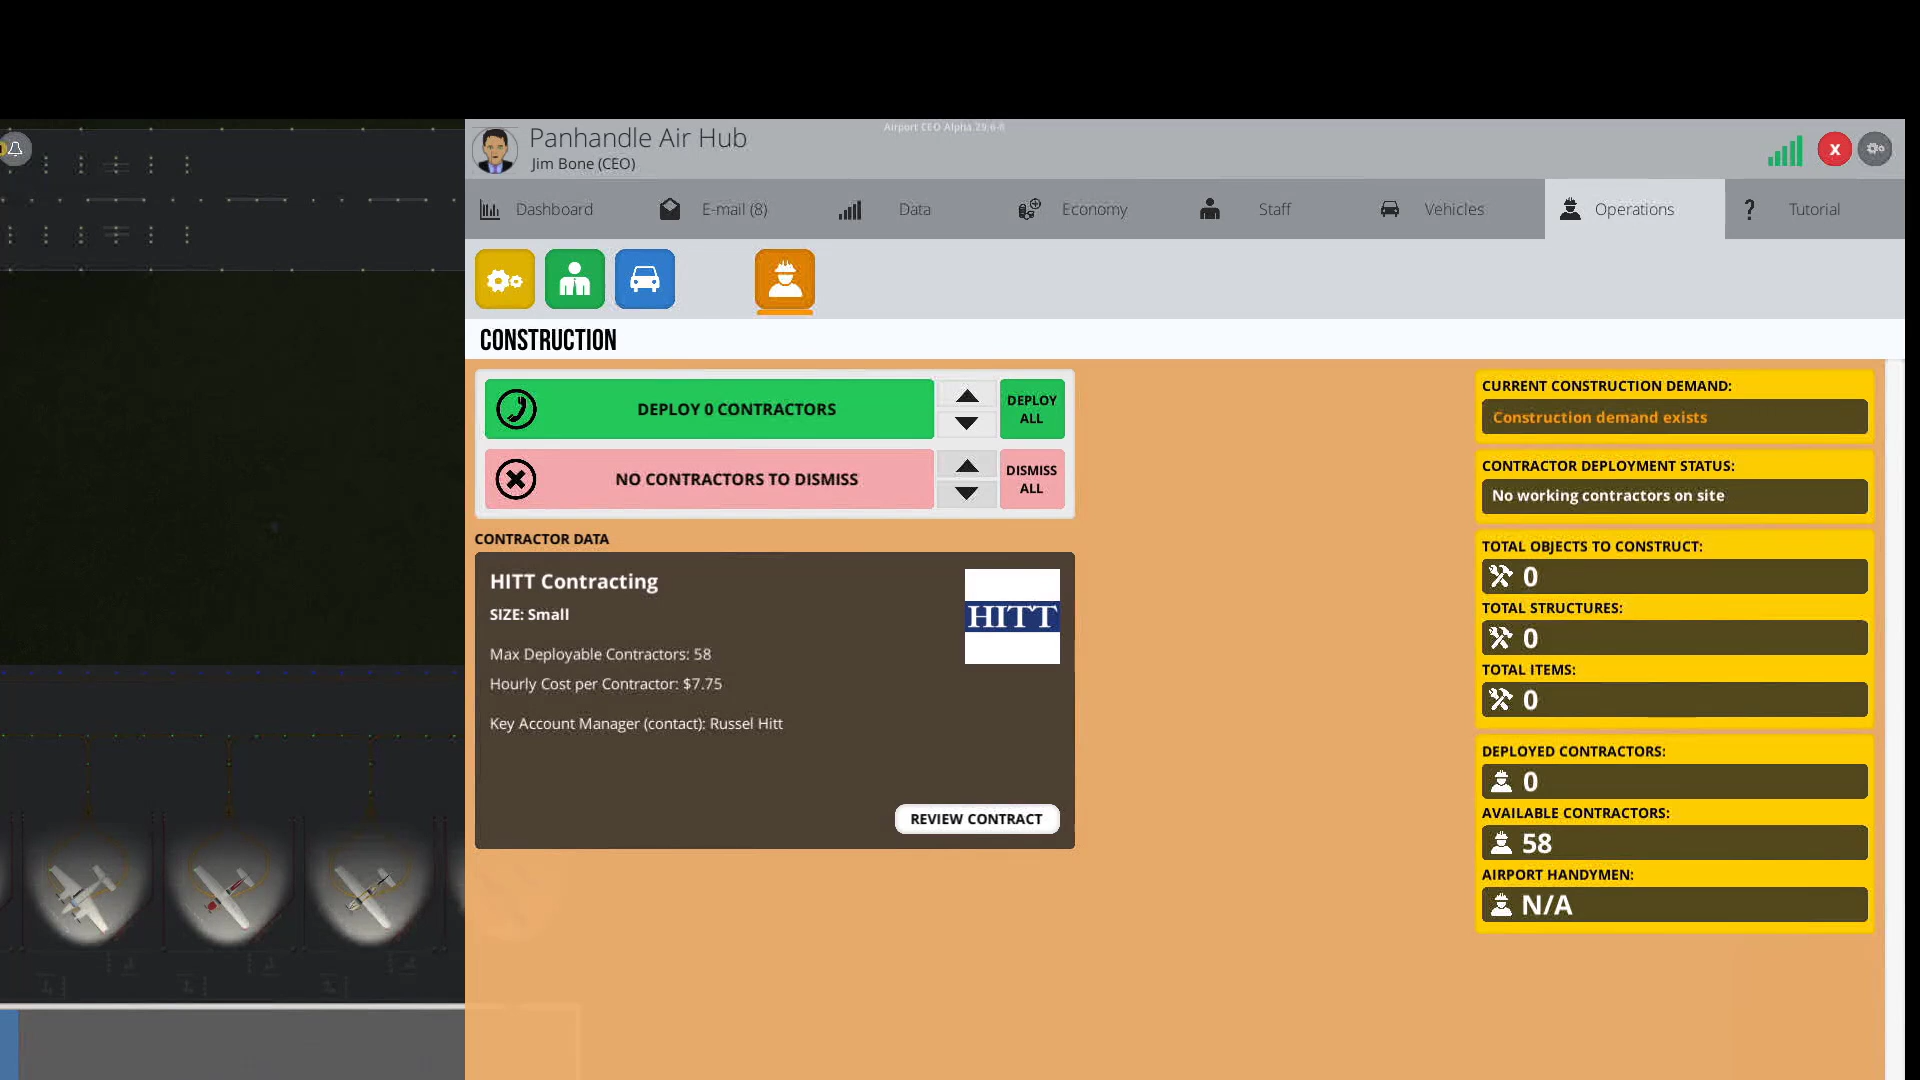 Airport CEO Alpha 29.6-8
Panhandle Air Hub
Jim Bone (CEO)
X
Dashboard
E-mail (8)
Data
Economy
Staff
Vehicles
Operations
?
Tutorial
CONSTRUCTION
DEPLOY 0 CONTRACTORS
DEPLOY
ALL
NO CONTRACTORS TO DISMISS
DISMISS
ALL
CONTRACTOR DATA
HITT Contracting
SIZE: Small
Max Deployable Contractors: 58
Hourly Cost per Contractor: $7.75
Key Account Manager (contact): Russel Hitt
HITT
REVIEW CONTRACT
CURRENT CONSTRUCTION DEMAND:
Construction demand exists
CONTRACTOR DEPLOYMENT STATUS:
No working contractors on site
TOTAL OBJECTS TO CONSTRUCT:
0
TOTAL STRUCTURES:
0
TOTAL ITEMS:
0
DEPLOYED CONTRACTORS:
0
AVAILABLE CONTRACTORS:
58
AIRPORT HANDYMEN:
N/A